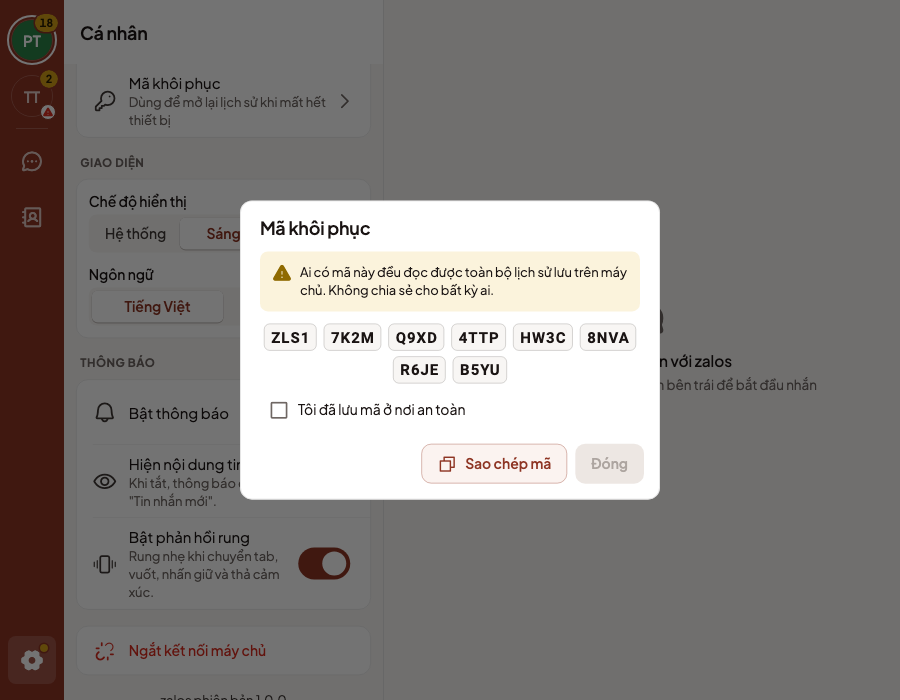 18
PT
2
TT
Cá nhân
Mã khôi phục
Dùng để mở lại lịch sử khi mất hết
thiết bị
GIAO DIỆN
Chế độ hiển thị
Hệ thống
Sáng
Ngôn ngữ
Tiếng Việt
THÔNG BÁO
Bật thông báo
Hiện nội dung tin
Khi tắt, thông báo
"Tin nhắn mới".
Bật phản hồi rung
Rung nhẹ khi chuyển tab,
vuốt, nhấn giữ và thả cảm
xúc.
Ngắt kết nối máy chủ
zalos phiên bản 1.0.0
Mã khôi phục
Ai có mã này đều đọc được toàn bộ lịch sử lưu trên máy
chủ. Không chia sẻ cho bất kỳ ai.
ZLS1 7K2M Q9XD 4TTP HW3C 8NVA
R6JE B5YU
Tôi đã lưu mã ở nơi an toàn
Sao chép mã
Đóng
với zalos
bên trái để bắt đầu nhắn